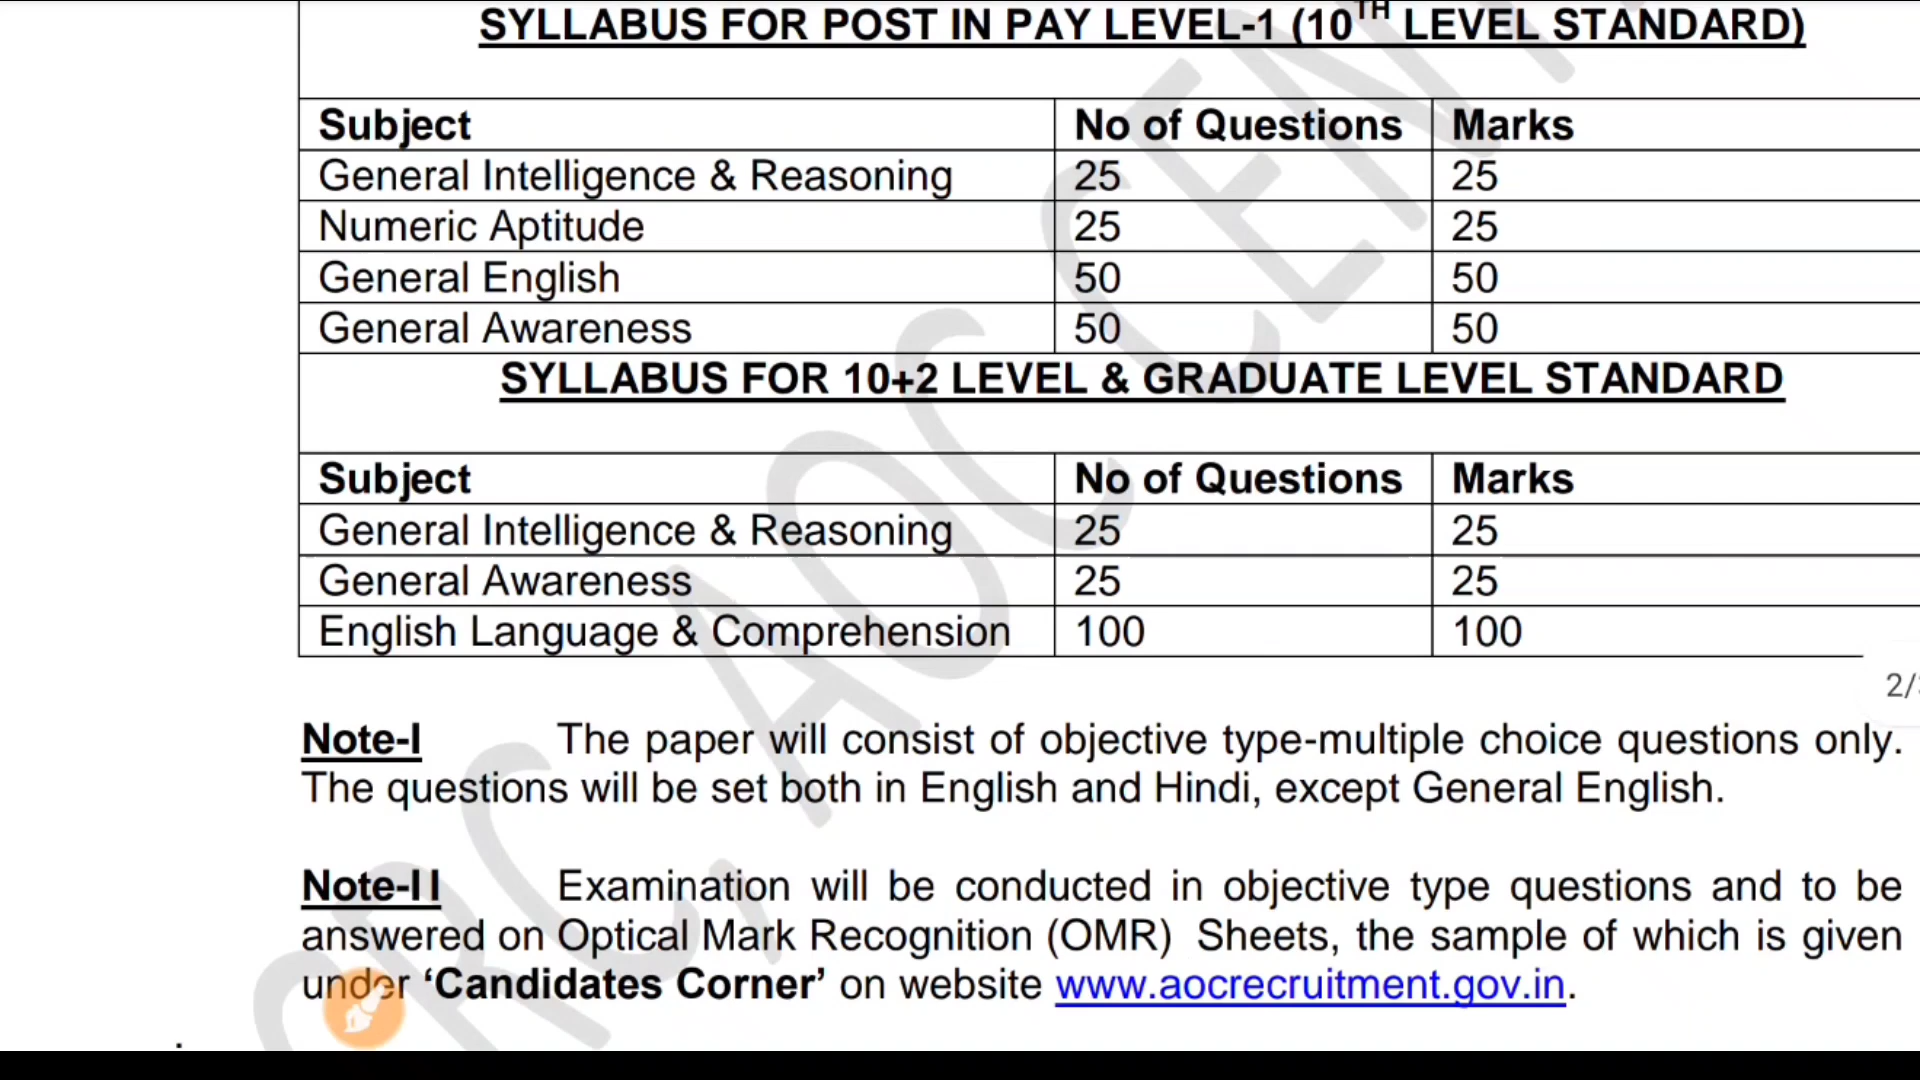 SYLLABUS FOR POST IN PAY LEVEL-1 (10TH LEVEL STANDARD)
Subject No of Questions Marks
General Intelligence & Reasoning 25 25
Numeric Aptitude 25 25
General English 50 50
General Awareness 50 50
SYLLABUS FOR 10+2 LEVEL & GRADUATE LEVEL STANDARD
Subject No of Questions Marks
General Intelligence & Reasoning 25 25
General Awareness 25 25
English Language & Comprehension 100 100
2/
Note-I The paper will consist of objective type-multiple choice questions only.
The questions will be set both in English and Hindi, except General English.
Note-II Examination will be conducted in objective type questions and to be
answered on Optical Mark Recognition (OMR) Sheets, the sample of which is given
under ‘Candidates Corner’ on website www.aocrecruitment.gov.in.
CRC, AOC CENT